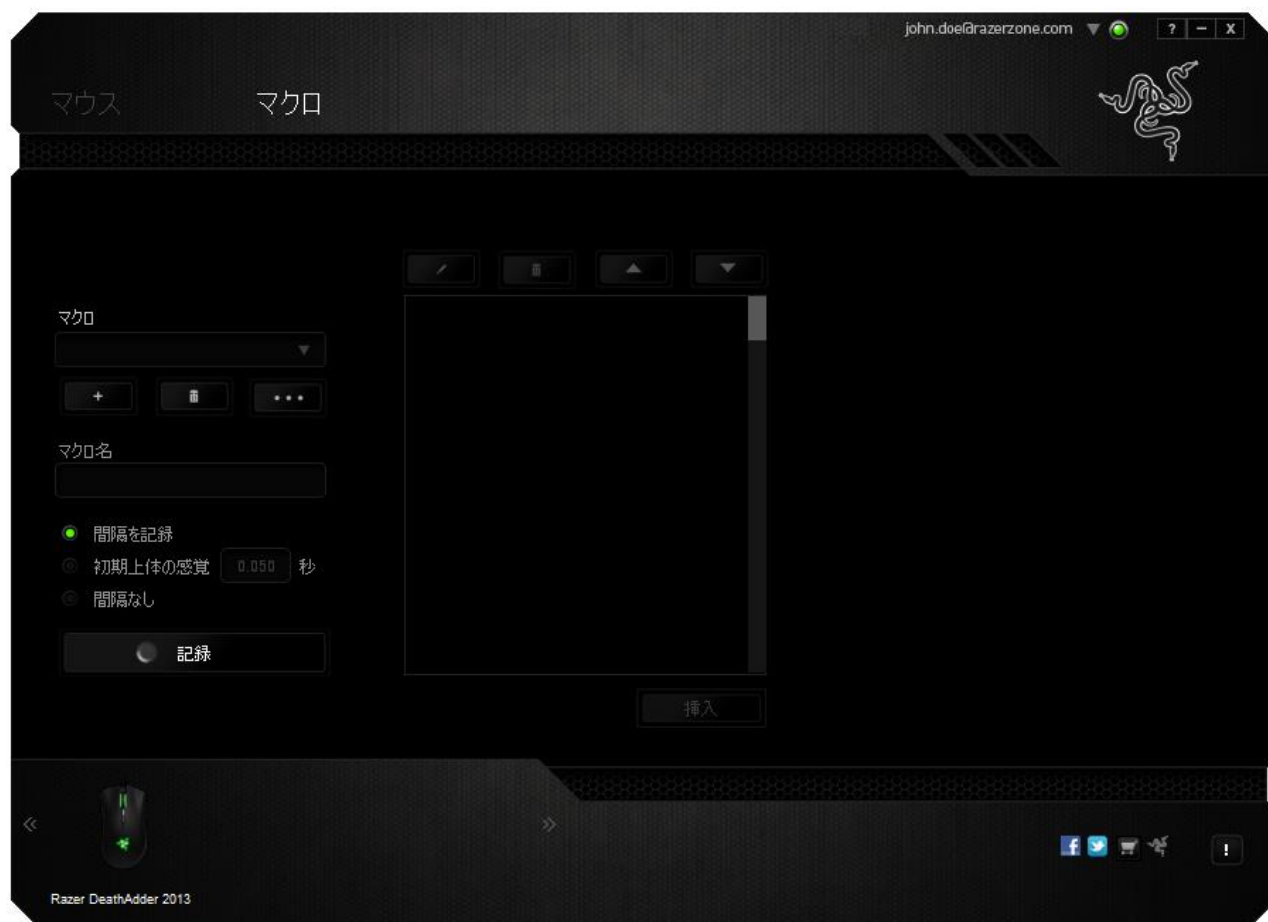 john.doe@razerzone.com
? – X
マウス
マクロ
マクロ
マクロ名
間隔を記録
初期上体の感覚 0.050 秒
間隔なし
記録
挿入
Razer DeathAdder 2013